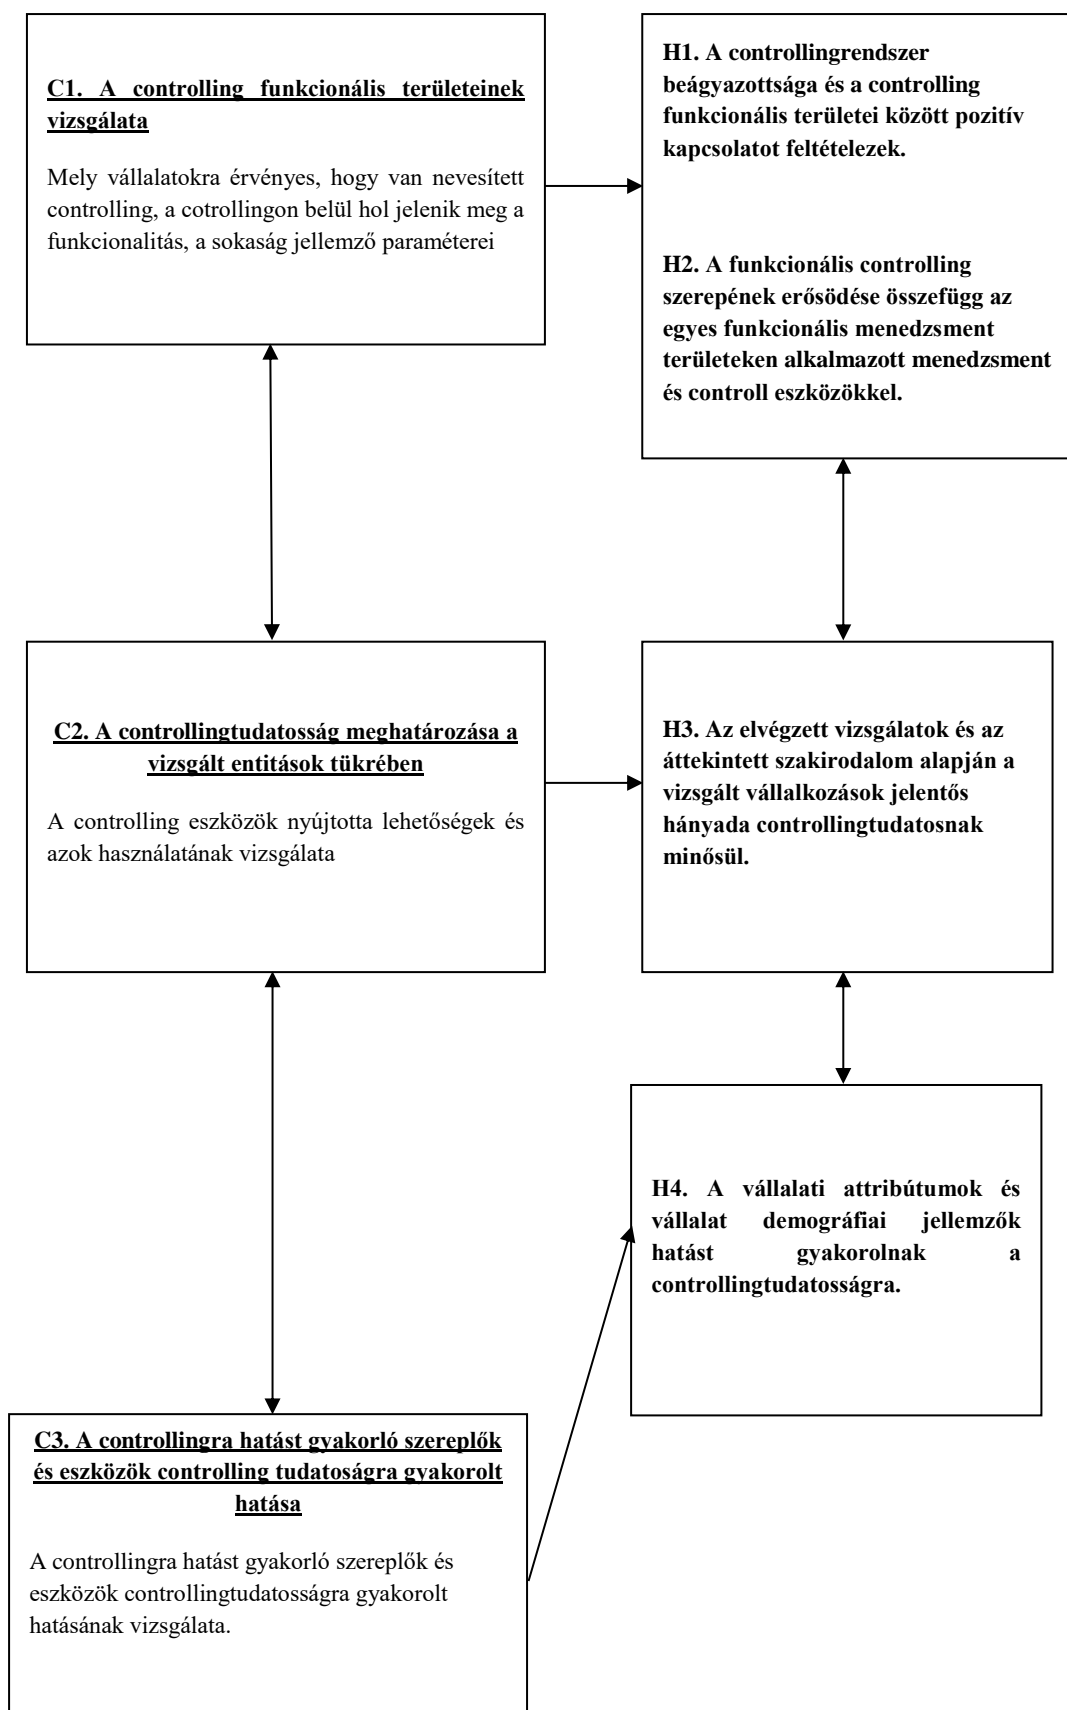 C1. A controlling funkcionális területeinek
vizsgálata
Mely vállalatokra érvényes, hogy van nevesített
controlling, a cotrollingon belül hol jelenik meg a
funkcionalitás, a sokaság jellemző paraméterei
H1. A controllingrendszer
beágyazottsága és a controlling
funkcionális területei között pozitív
kapcsolatot feltételezek.
H2. A funkcionális controlling
szerepének erősödése összefügg az
egyes funkcionális menedzsment
területeken alkalmazott menedzsment
és controll eszközökkel.
C2. A controllingtudatosság meghatározása a
vizsgált entitások tükrében
A controlling eszközök nyújtotta lehetőségek és
azok használatának vizsgálata
H3. Az elvégzett vizsgálatok és az
áttekintett szakirodalom alapján a
vizsgált vállalkozások jelentős
hányada controllingtudatosnak
minősül.
H4. A vállalati attribútumok és
vállalat demográfiai jellemzők
hatást gyakorolnak a
controllingtudatosságra.
C3. A controllingra hatást gyakorló szereplők
és eszközök controlling tudatoságra gyakorolt
hatása
A controllingra hatást gyakorló szereplők és
eszközök controllingtudatosságra gyakorolt
hatásának vizsgálata.